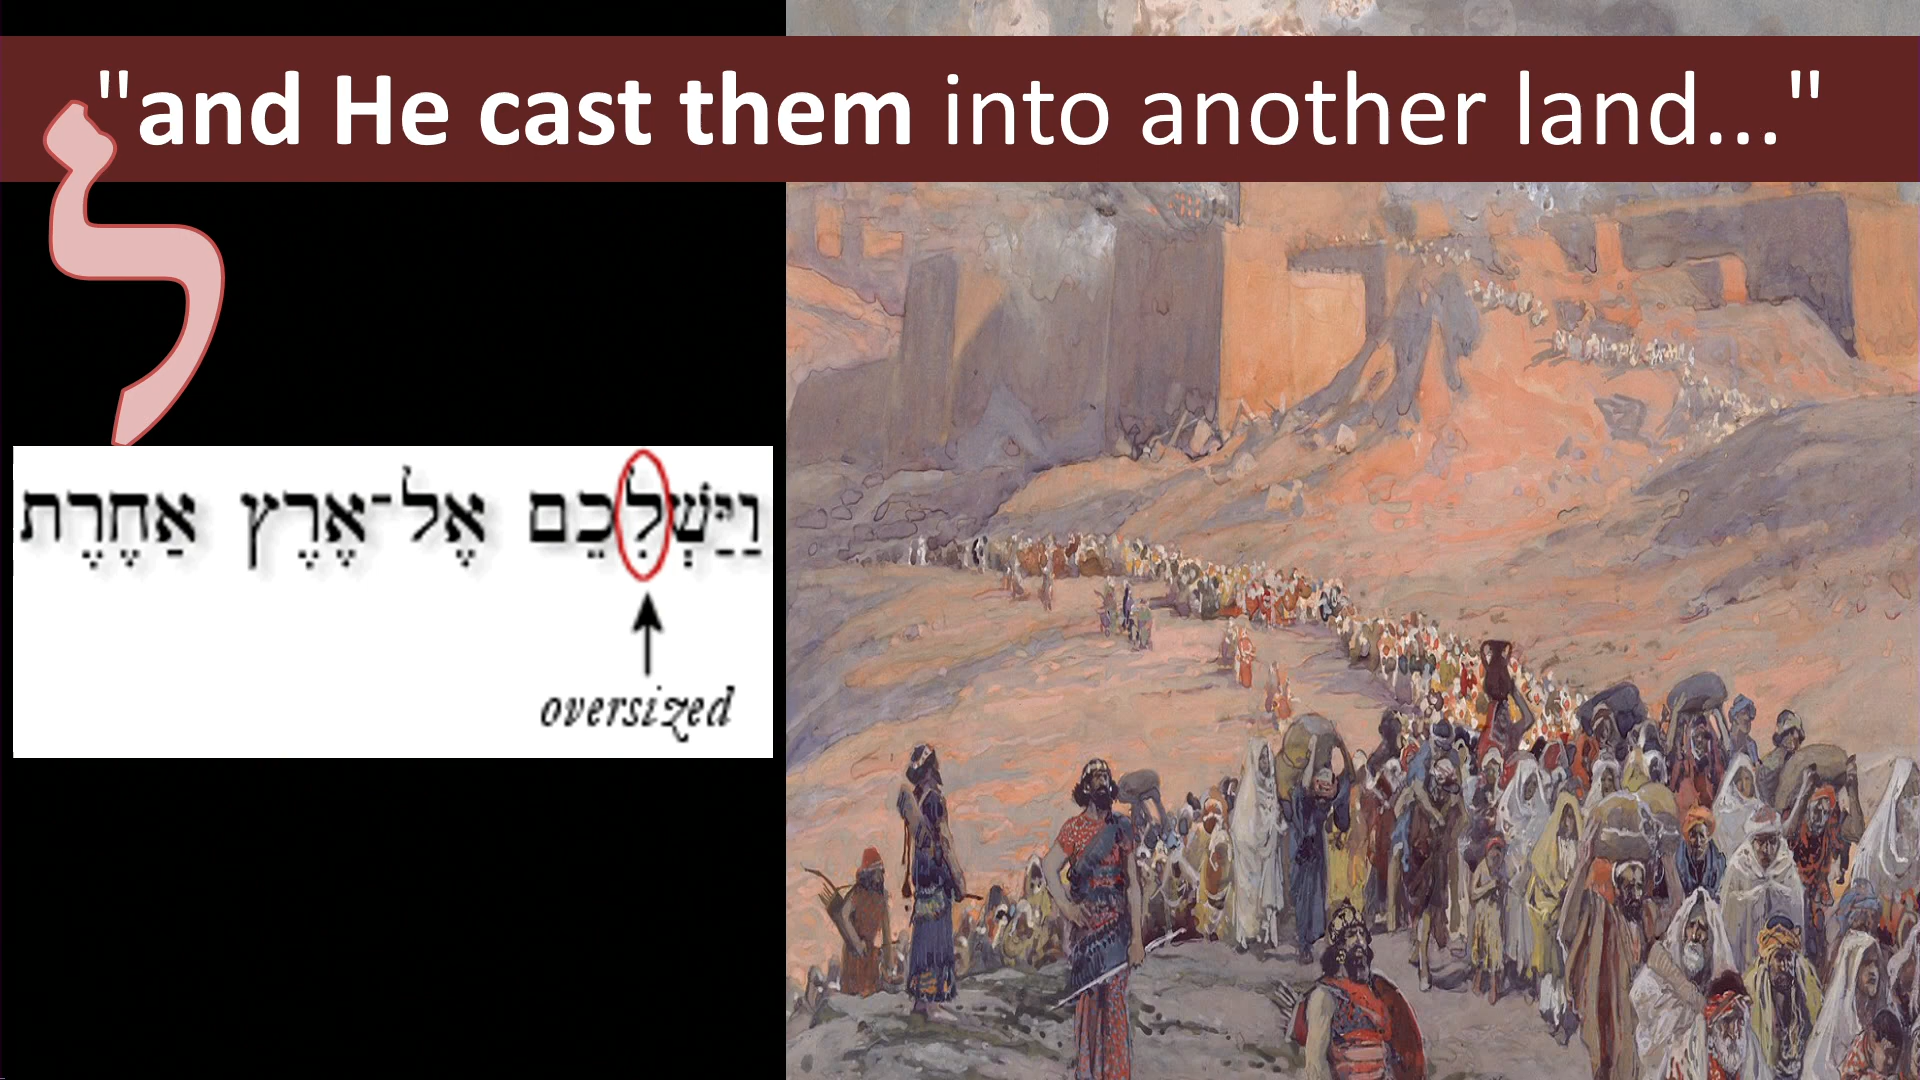 "and He cast them into another land..."
ל
וַיַּשְׁלִכֵם אֶל־אֶרֶץ אַחֶרֶת
oversized